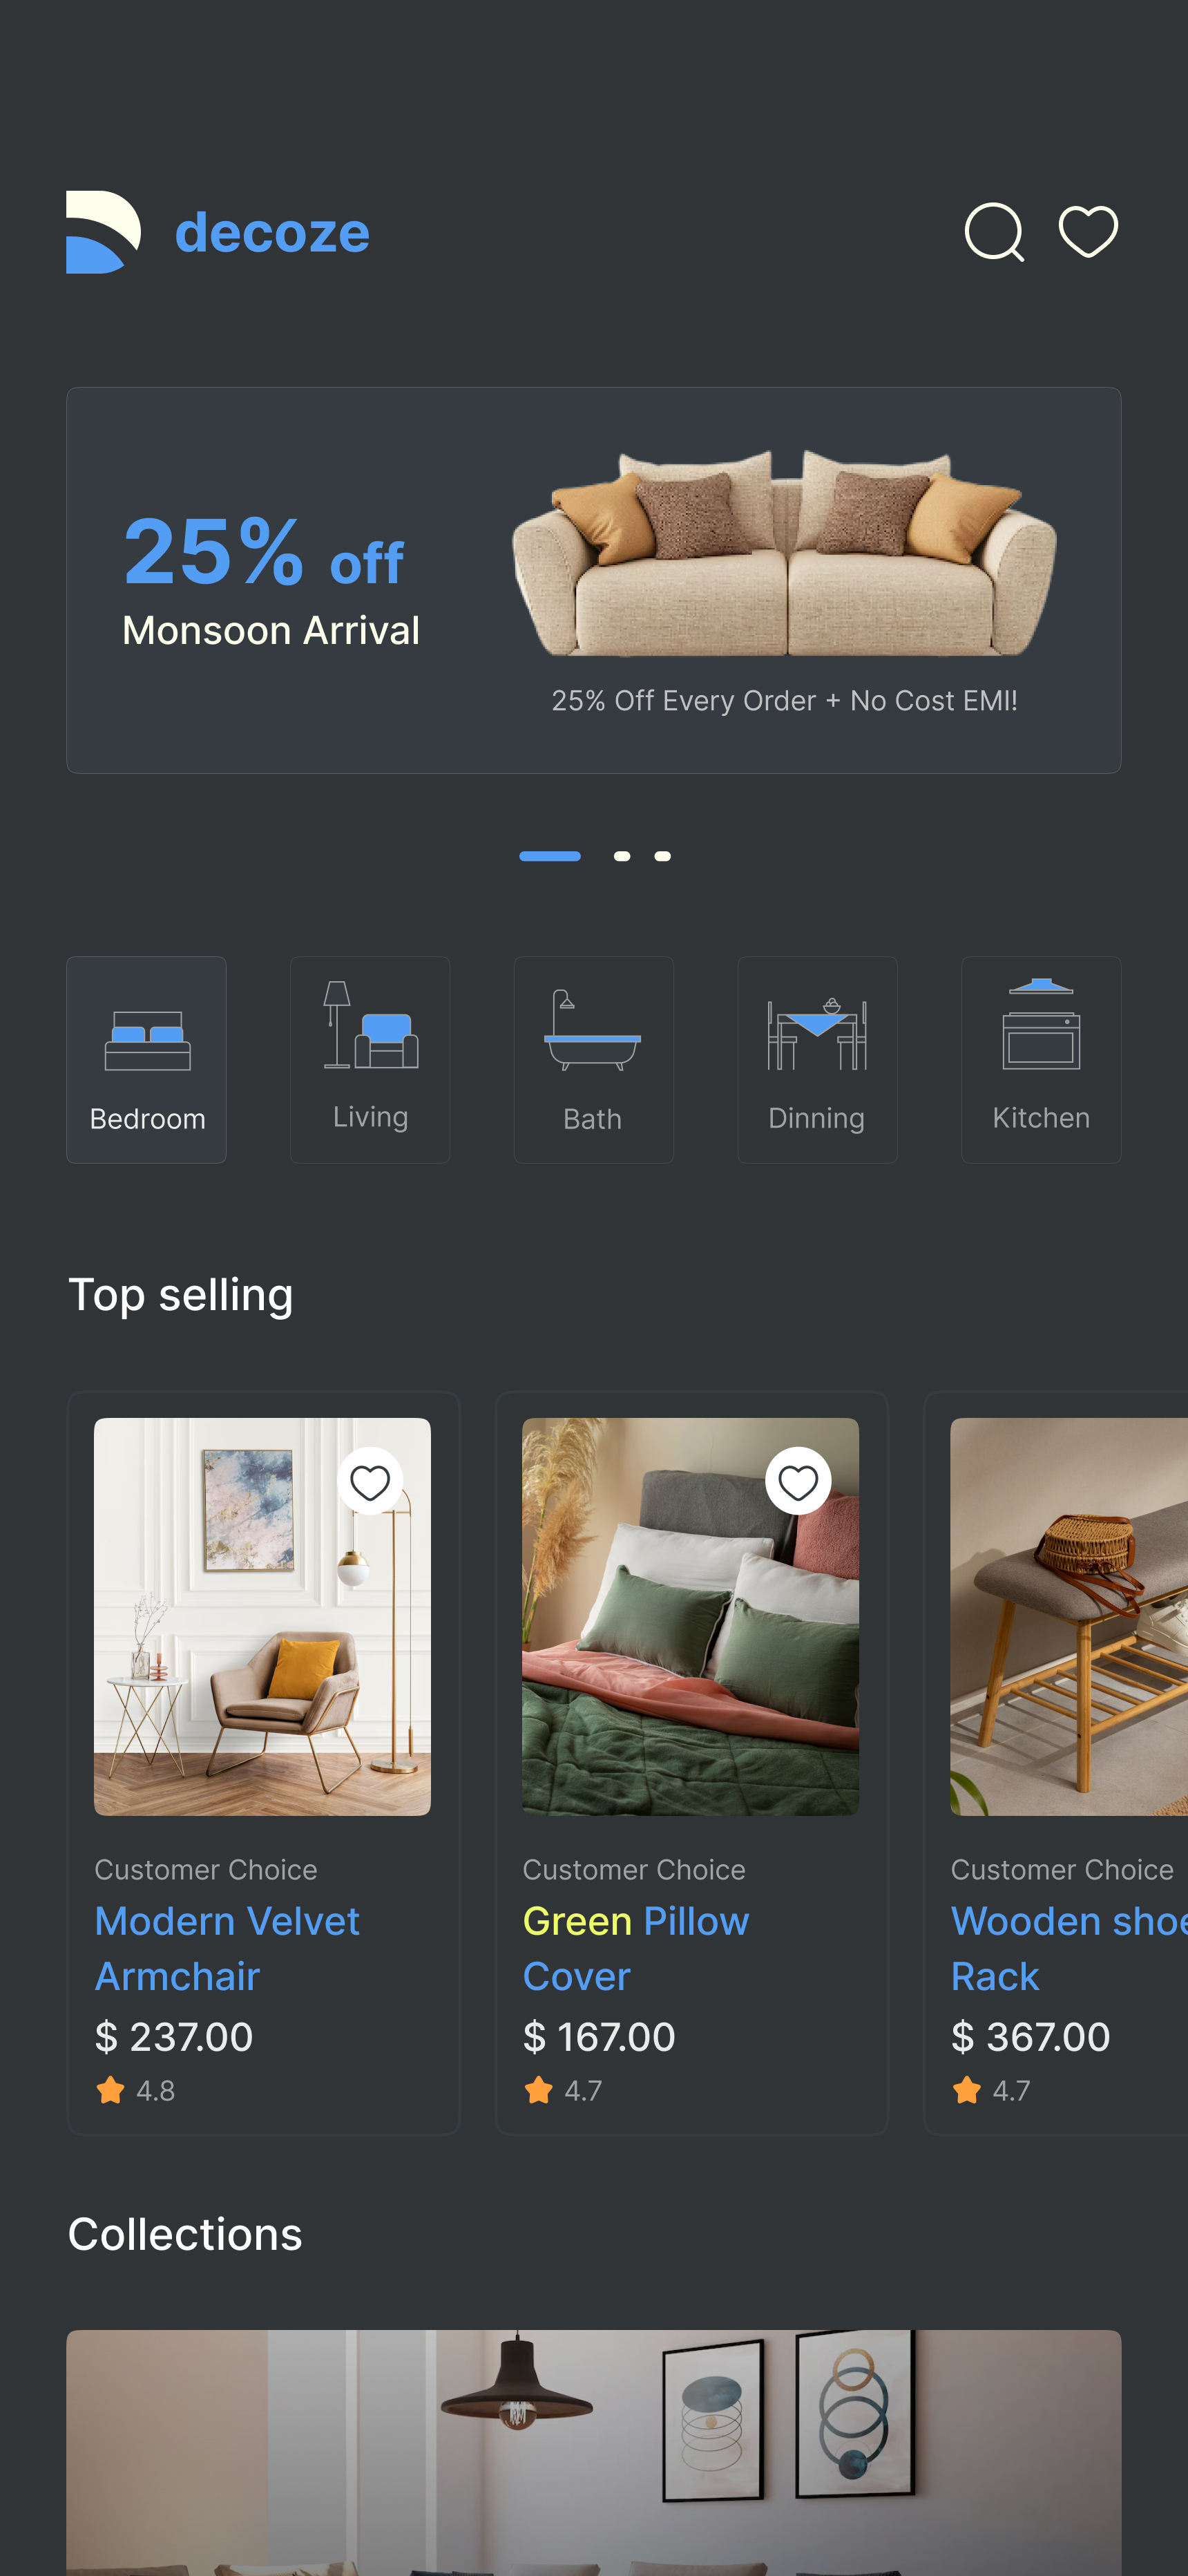 decoze
25% off
Monsoon Arrival
25% Off Every Order + No Cost EMI!
Bedroom
Living
Bath
Dinning
Kitchen
Top selling
Customer Choice
Modern Velvet
Armchair
$ 237.00
4.8
Customer Choice
Green Pillow
Cover
$ 167.00
4.7
Customer Choice
Wooden shoe
Rack
$ 367.00
4.7
Collections